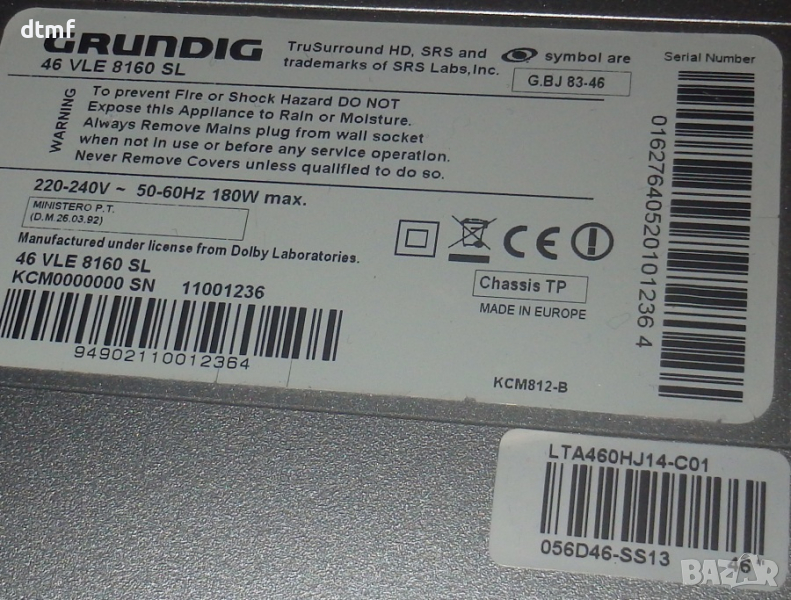 dtmf
GRUNDIG
46 VLE 8160 SL
TruSurround HD, SRS and symbol are
trademarks of SRS Labs,Inc.
G.BJ 83-46
Serial Number
WARNING
To prevent Fire or Shock Hazard DO NOT
Expose this Appliance to Rain or Moisture.
Always Remove Mains plug from wall socket
when not in use or before any service operation.
Never Remove Covers unless qualified to do so.
220-240V ~ 50-60Hz 180W max.
MINISTERO P.T.
(D.M.26.03.92)
Manufactured under license from Dolby Laboratories.
46 VLE 8160 SL
KCM0000000 SN 11001236
94902110012364
CE
Chassis TP
MADE IN EUROPE
KCM812-B
01627640520101236 4
LTA460HJ14-C01
056D46-SS13 46
BAZAR